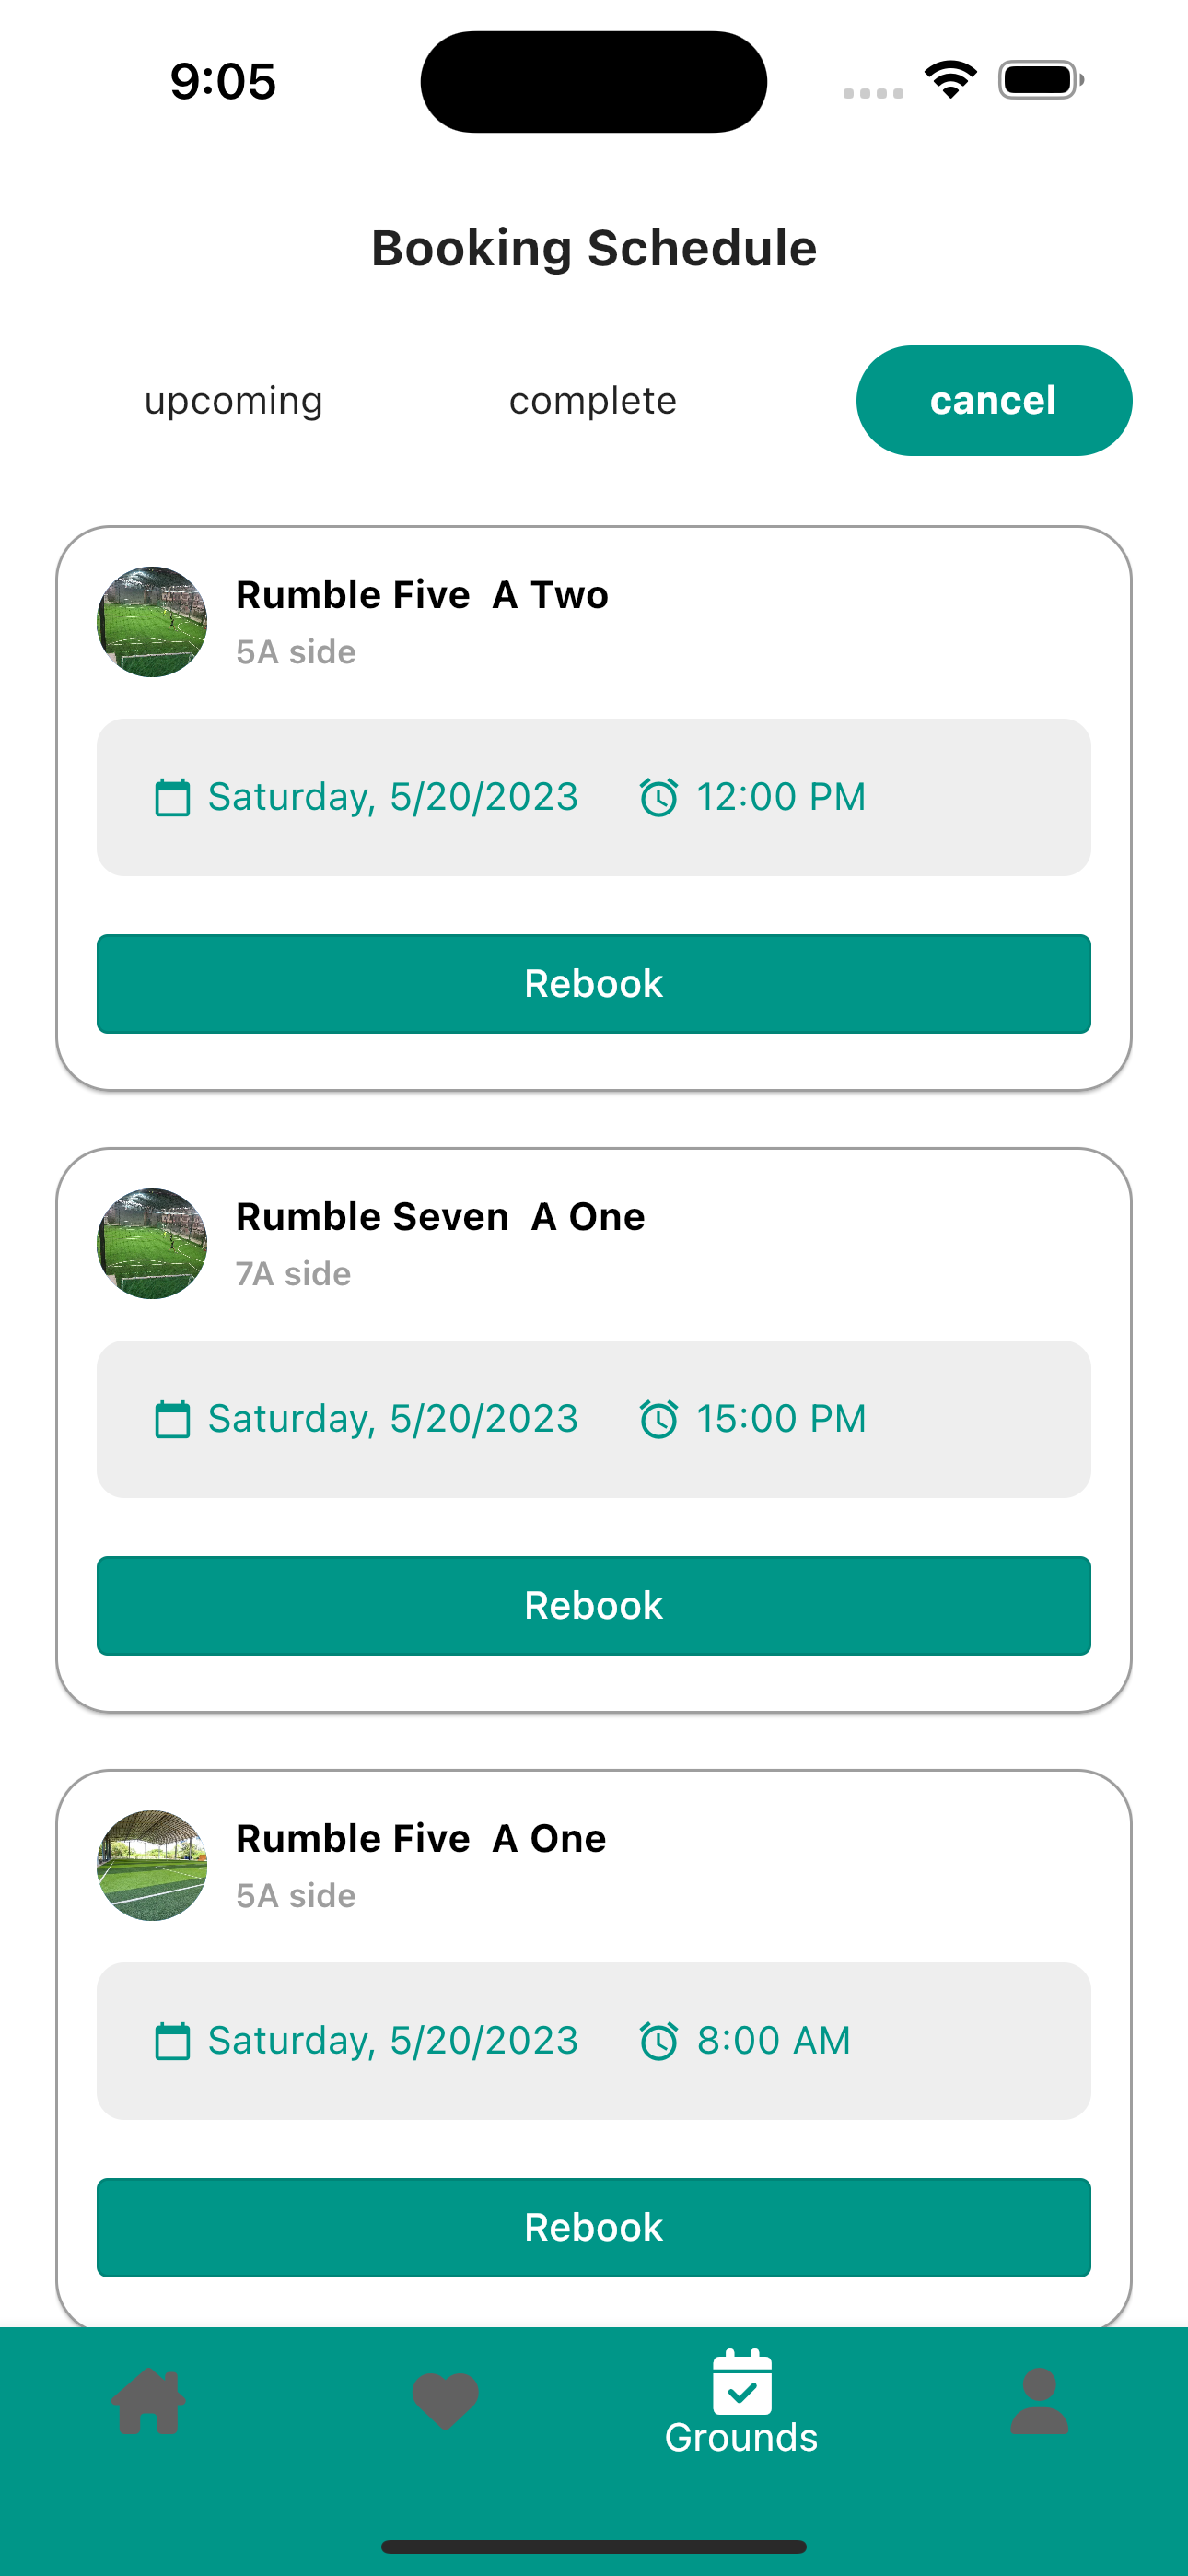 9:05
Booking Schedule
upcoming complete cancel
Rumble Five  A Two
5A side
Saturday, 5/20/2023 12:00 PM
Rebook
Rumble Seven  A One
7A side
Saturday, 5/20/2023 15:00 PM
Rebook
Rumble Five  A One
5A side
Saturday, 5/20/2023 8:00 AM
Rebook
Grounds